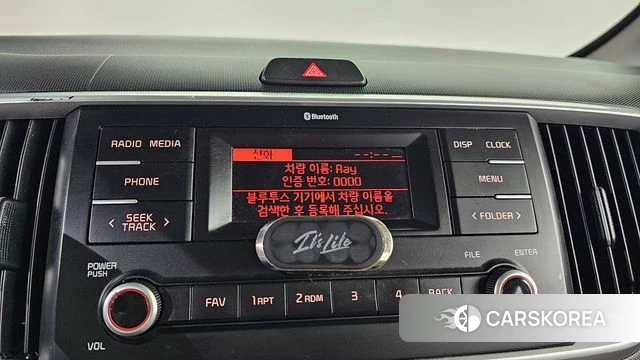 Bluetooth
RADIO MEDIA
PHONE
SEEK
TRACK
전화
--:--
차량 이름: Ray
인증 번호: 0000
블루투스 기기에서 차량 이름을
검색한 후 등록해 주십시오.
DISP CLOCK
MENU
FOLDER
It's Life
POWER
PUSH
VOL
FAV
1 RPT
2 RDM
3
4
BACK
FILE
ENTER
CARSKOREA